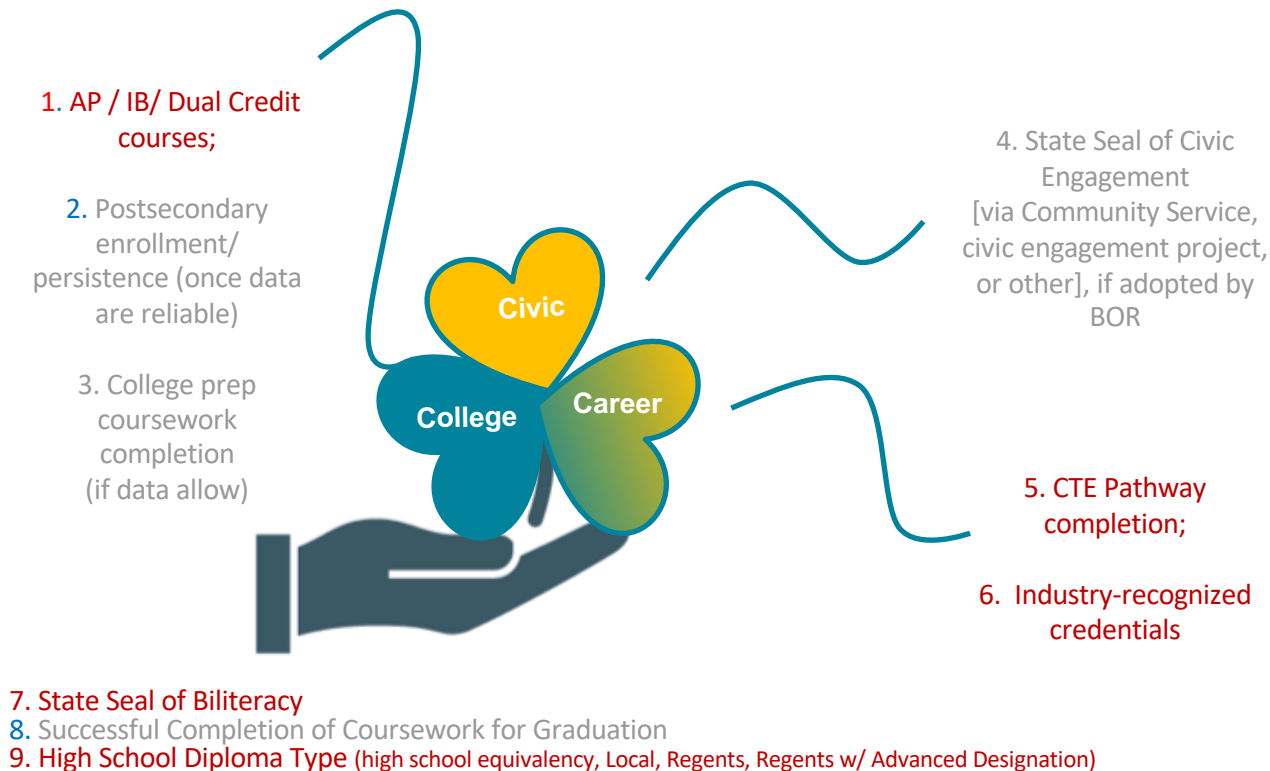 1. AP / IB/ Dual Credit
courses;
2. Postsecondary
enrollment/
persistence (once data
are reliable)
3. College prep
coursework
completion
(if data allow)
Civic
College
Career
4. State Seal of Civic
Engagement
[via Community Service,
civic engagement project,
or other], if adopted by
BOR
5. CTE Pathway
completion;
6. Industry-recognized
credentials
7. State Seal of Biliteracy
8. Successful Completion of Coursework for Graduation
9. High School Diploma Type (high school equivalency, Local, Regents, Regents w/ Advanced Designation)